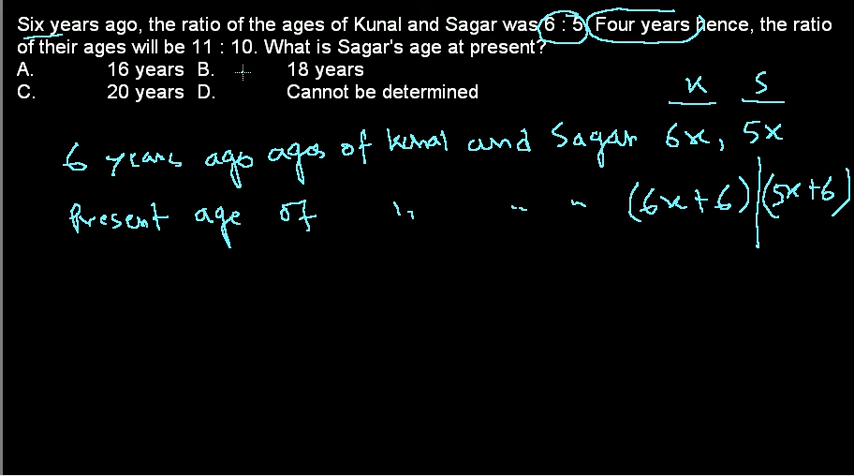 Six years ago, the ratio of the ages of Kunal and Sagar was 6 : 5. Four years hence, the ratio
of their ages will be 11 : 10. What is Sagar's age at present?
A. 16 years B. 18 years
C. 20 years D. Cannot be determined
K S
6 years ago ages of kunal and Sagar 6x, 5x
Present age of " " " (6x+6) | (5x+6)